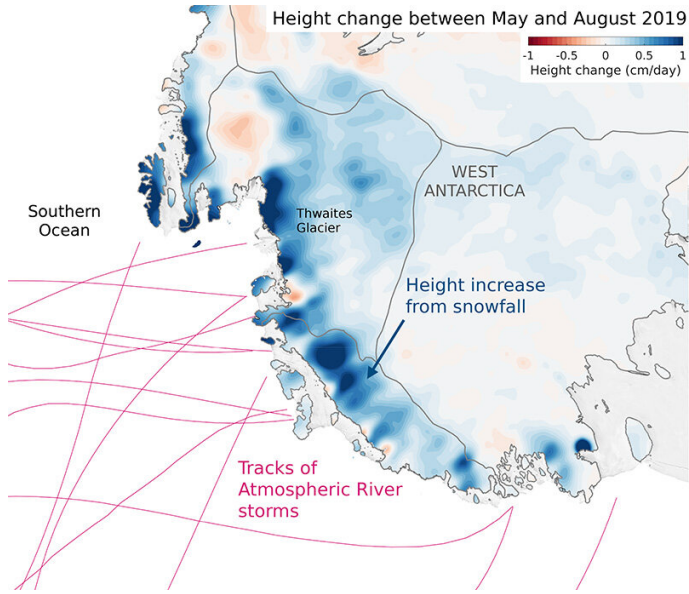 Height change between May and August 2019
-1 -0.5 0 0.5 1
Height change (cm/day)
WEST
ANTARCTICA
Southern
Ocean
Thwaites
Glacier
Height increase
from snowfall
Tracks of
Atmospheric River
storms